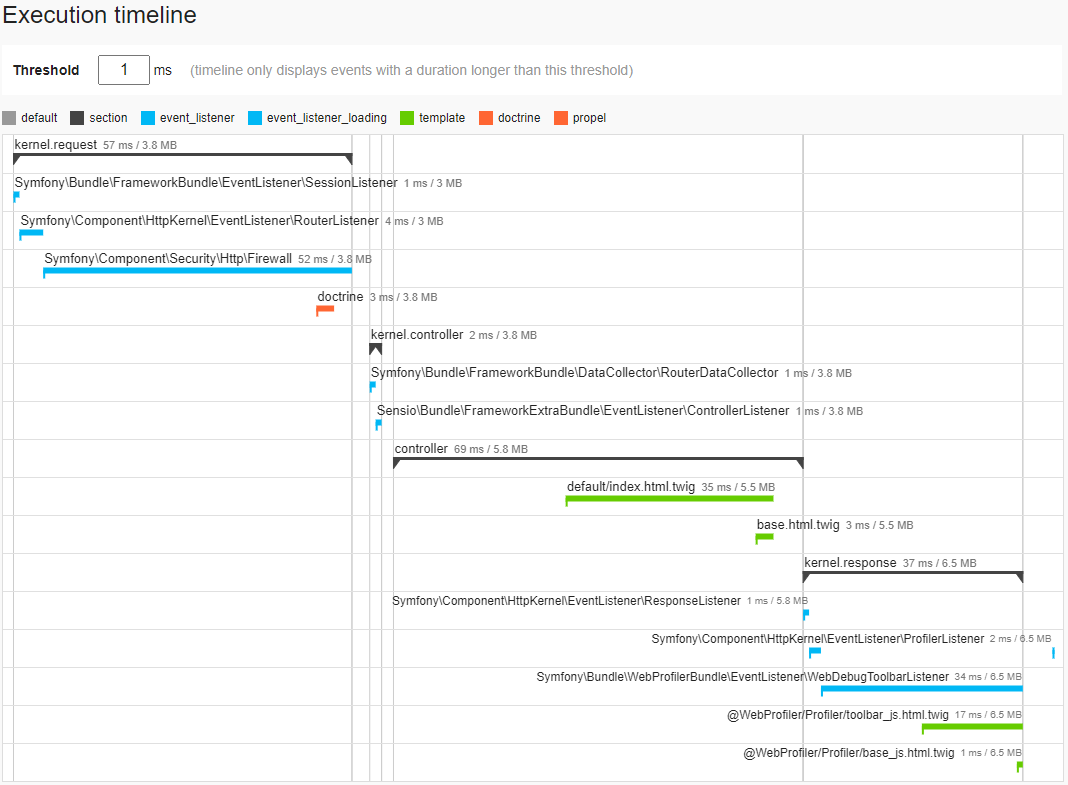 Execution timeline
Threshold 1 ms (timeline only displays events with a duration longer than this threshold)
default section event_listener event_listener_loading template doctrine propel
kernel.request 57 ms / 3.8 MB
Symfony\Bundle\FrameworkBundle\EventListener\SessionListener 1 ms / 3 MB
Symfony\Component\HttpKernel\EventListener\RouterListener 4 ms / 3 MB
Symfony\Component\Security\Http\Firewall 52 ms / 3.8 MB
doctrine 3 ms / 3.8 MB
kernel.controller 2 ms / 3.8 MB
Symfony\Bundle\FrameworkBundle\DataCollector\RouterDataCollector 1 ms / 3.8 MB
Sensio\Bundle\FrameworkExtraBundle\EventListener\ControllerListener 1 ms / 3.8 MB
controller 69 ms / 5.8 MB
default/index.html.twig 35 ms / 5.5 MB
base.html.twig 3 ms / 5.5 MB
kernel.response 37 ms / 6.5 MB
Symfony\Component\HttpKernel\EventListener\ResponseListener 1 ms / 5.8 MB
Symfony\Component\HttpKernel\EventListener\ProfilerListener 2 ms / 6.5 MB
Symfony\Bundle\WebProfilerBundle\EventListener\WebDebugToolbarListener 34 ms / 6.5 MB
@WebProfiler/Profiler/toolbar_js.html.twig 17 ms / 6.5 MB
@WebProfiler/Profiler/base_js.html.twig 1 ms / 6.5 MB